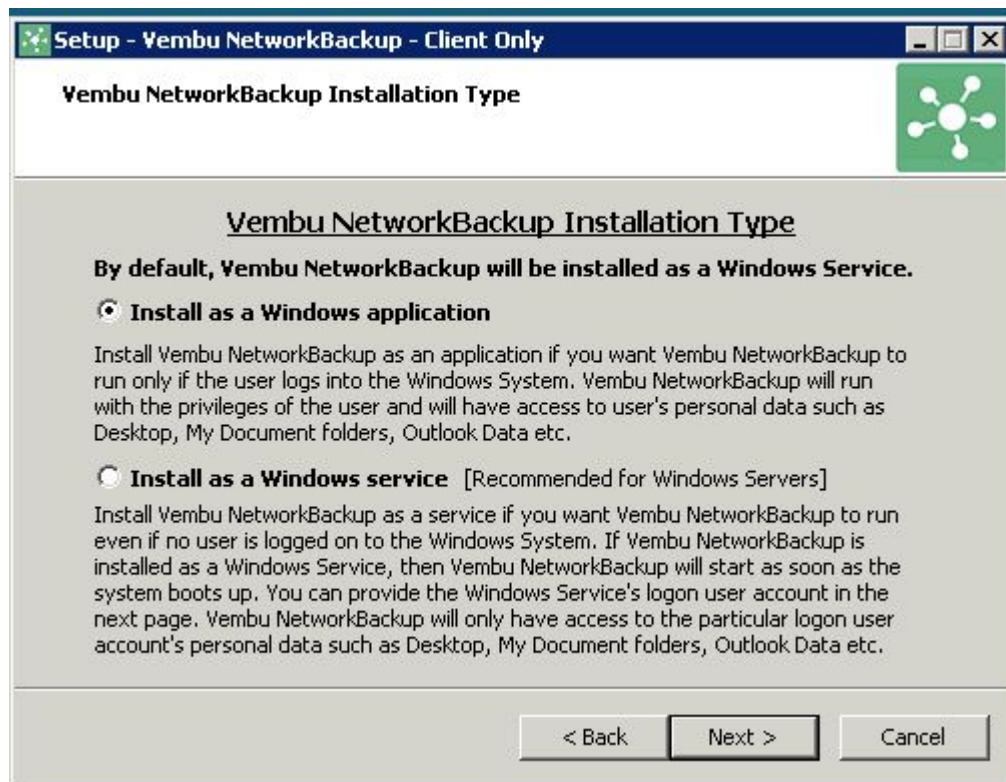 Setup - Vembu NetworkBackup - Client Only
Vembu NetworkBackup Installation Type
Vembu NetworkBackup Installation Type
By default, Vembu NetworkBackup will be installed as a Windows Service.
Install as a Windows application
Install Vembu NetworkBackup as an application if you want Vembu NetworkBackup to
run only if the user logs into the Windows System. Vembu NetworkBackup will run
with the privileges of the user and will have access to user's personal data such as
Desktop, My Document folders, Outlook Data etc.
Install as a Windows service [Recommended for Windows Servers]
Install Vembu NetworkBackup as a service if you want Vembu NetworkBackup to run
even if no user is logged on to the Windows System. If Vembu NetworkBackup is
installed as a Windows Service, then Vembu NetworkBackup will start as soon as the
system boots up. You can provide the Windows Service's logon user account in the
next page. Vembu NetworkBackup will only have access to the particular logon user
account's personal data such as Desktop, My Document folders, Outlook Data etc.
< Back Next > Cancel